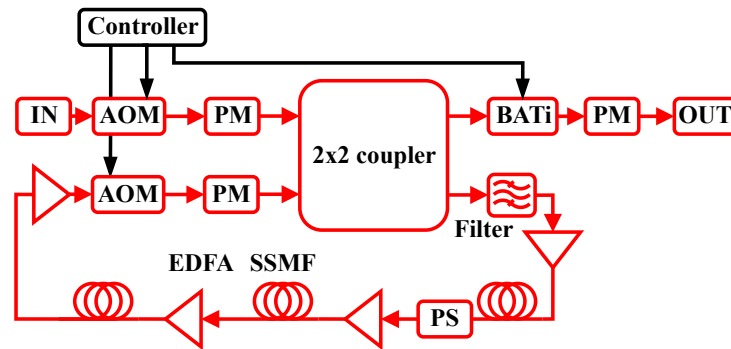 Controller
IN
AOM
PM
2x2 coupler
BATi
PM
OUT
AOM
PM
Filter
EDFA
SSMF
PS